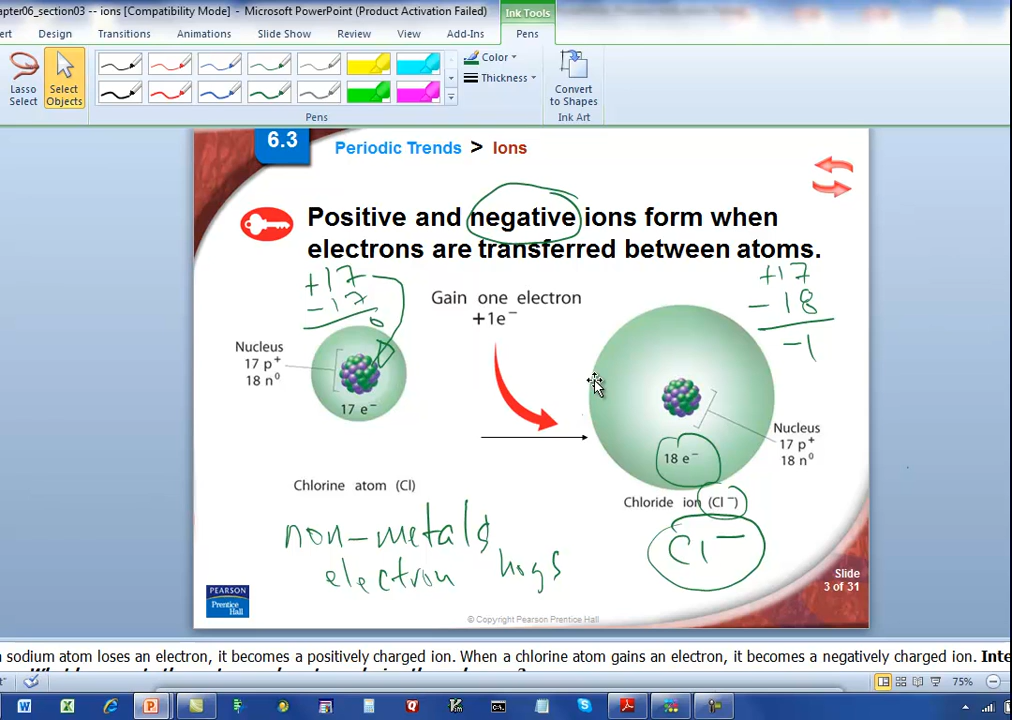 apter06_section03 -- ions [Compatibility Mode] - Microsoft PowerPoint (Product Activation Failed)
Ink Tools
ert Design Transitions Animations Slide Show Review View Add-Ins Pens
Lasso Select
Select Objects
Color
Thickness
Convert to Shapes
Pens
Ink Art
6.3
Periodic Trends > Ions
Positive and negative ions form when
electrons are transferred between atoms.
+17
-17
0
Gain one electron
+1e⁻
+17
-18
-1
Nucleus
17 p⁺
18 n⁰
17 e⁻
Nucleus
17 p⁺
18 n⁰
18 e⁻
Chlorine atom (Cl)
Chloride ion (Cl⁻)
non-metals
electron hogs
Cl⁻
PEARSON
Prentice
Hall
© Copyright Pearson Prentice Hall
Slide
3 of 31
a sodium atom loses an electron, it becomes a positively charged ion. When a chlorine atom gains an electron, it becomes a negatively charged ion. Inte
75%